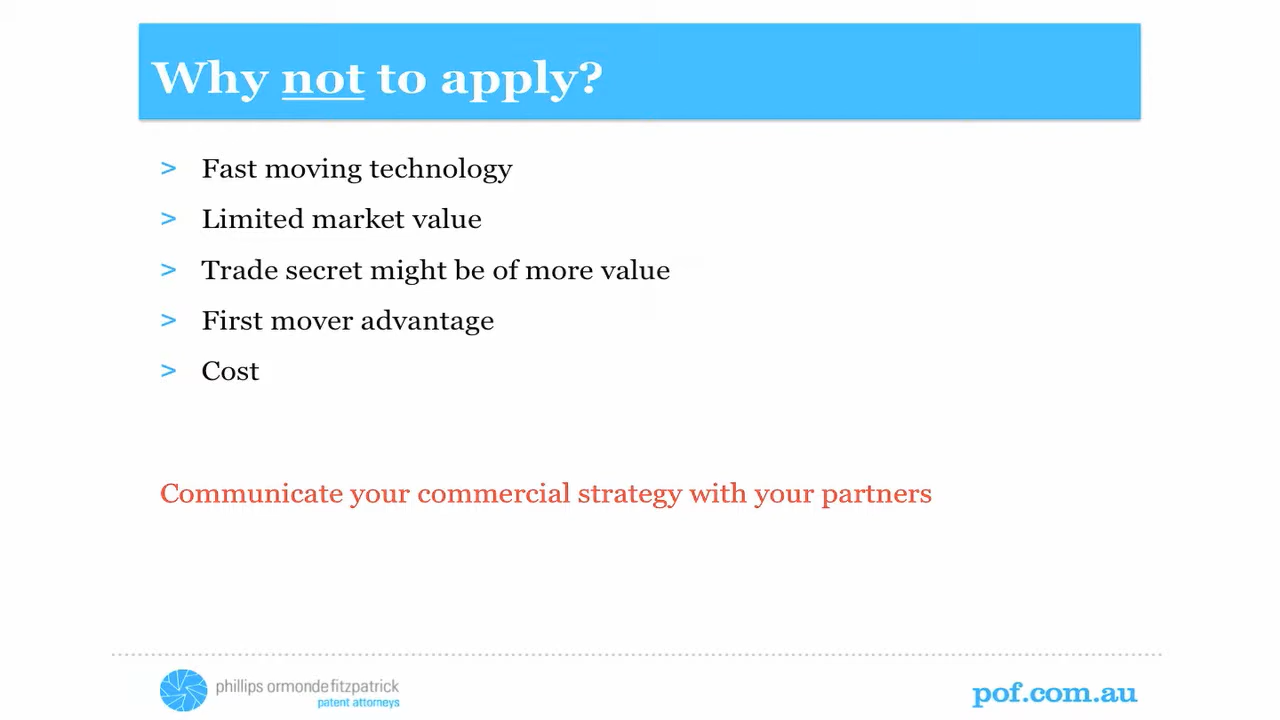 Why not to apply?
> Fast moving technology
> Limited market value
> Trade secret might be of more value
> First mover advantage
> Cost
Communicate your commercial strategy with your partners
phillips ormonde fitzpatrick
patent attorneys
pof.com.au